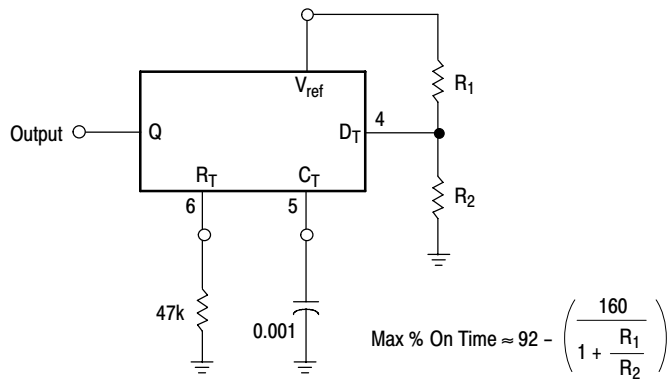 V_ref
R_1
4
Output
Q
D_T
R_T
C_T
R_2
6
5
47k
0.001
Max % On Time ≈ 92 – (160 / (1 + R_1 / R_2))